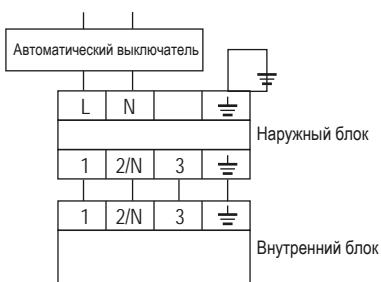 Автоматический выключатель
L N
Наружный блок
1 2/N 3
1 2/N 3
Внутренний блок